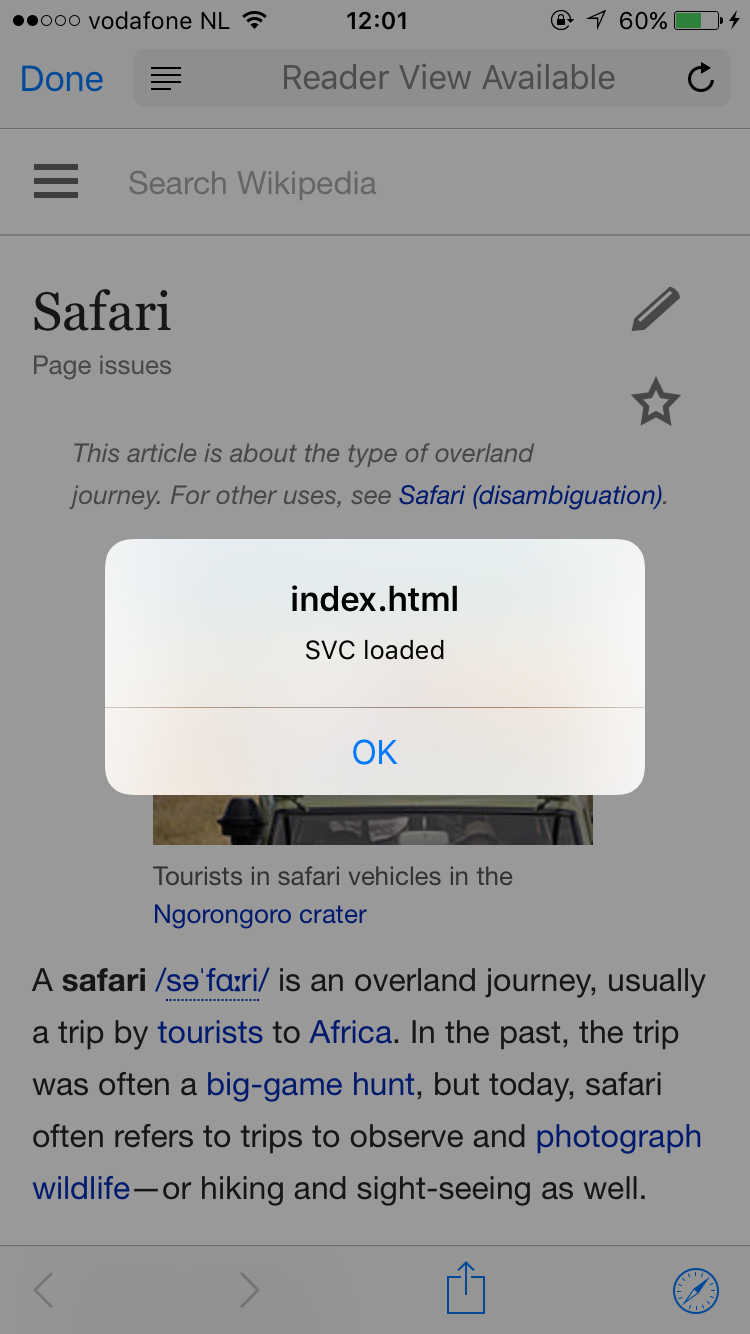 vodafone NL 12:01 60%
Done Reader View Available
Search Wikipedia
Safari
Page issues
This article is about the type of overland
journey. For other uses, see Safari (disambiguation).
index.html
SVC loaded
OK
Tourists in safari vehicles in the
Ngorongoro crater
A safari /səˈfɑːri/ is an overland journey, usually
a trip by tourists to Africa. In the past, the trip
was often a big-game hunt, but today, safari
often refers to trips to observe and photograph
wildlife—or hiking and sight-seeing as well.